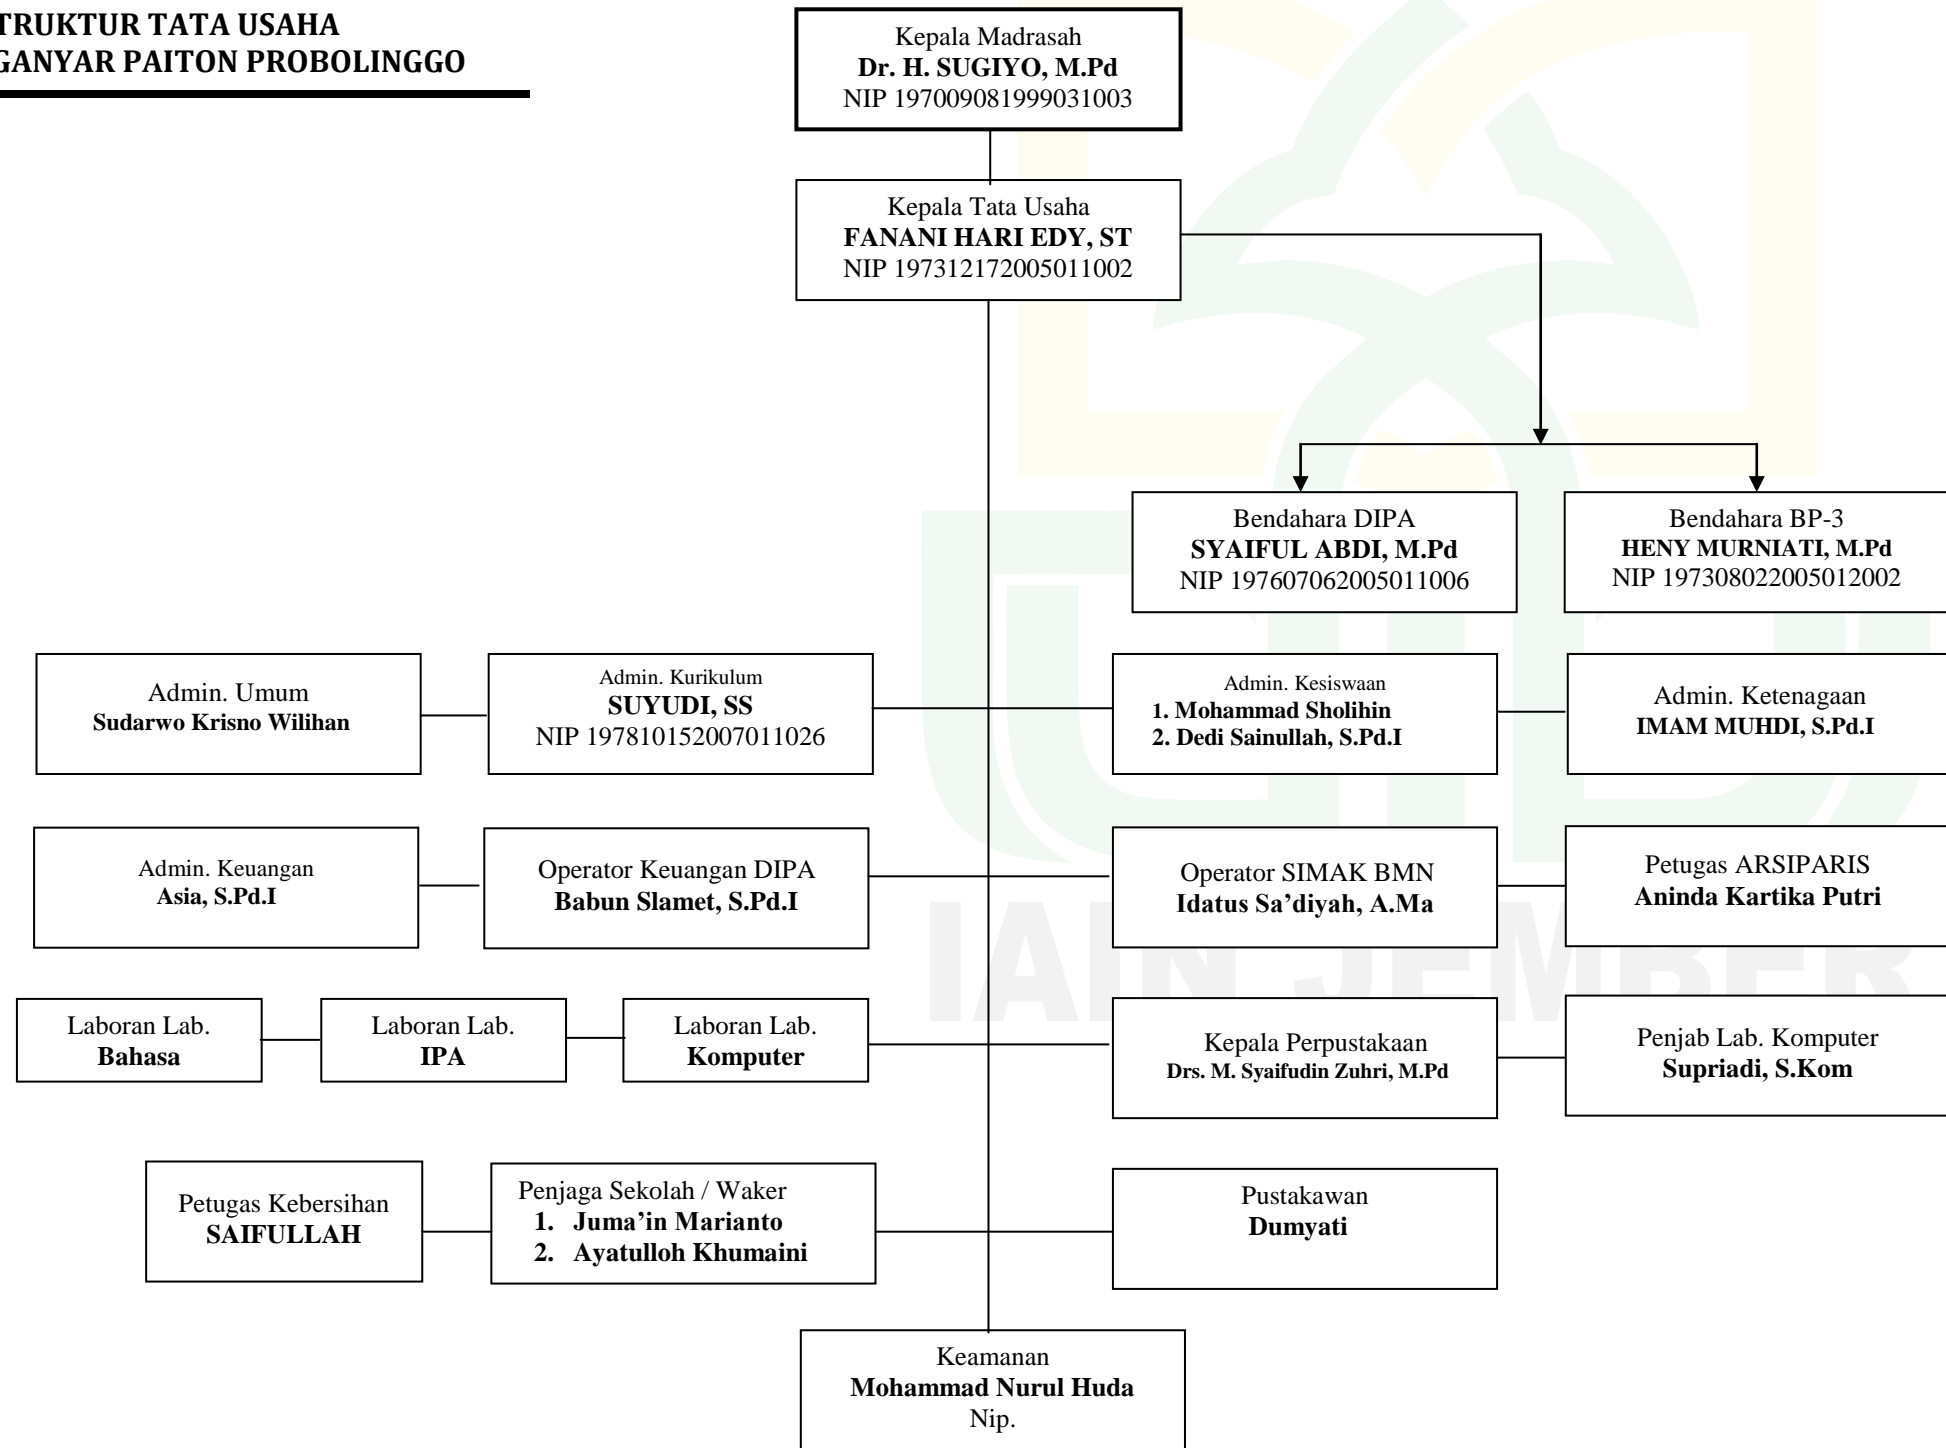 TRUKTUR TATA USAHA
GANYAR PAITON PROBOLINGGO
Kepala Madrasah
Dr. H. SUGIYO, M.Pd
NIP 197009081999031003
Kepala Tata Usaha
FANANI HARI EDY, ST
NIP 197312172005011002
Bendahara DIPA
SYAIFUL ABDI, M.Pd
NIP 197607062005011006
Bendahara BP-3
HENY MURNIATI, M.Pd
NIP 197308022005012002
Admin. Umum
Sudarwo Krisno Wilihan
Admin. Kurikulum
SUYUDI, SS
NIP 197810152007011026
Admin. Kesiswaan
1. Mohammad Sholihin
2. Dedi Sainullah, S.Pd.I
Admin. Ketenagaan
IMAM MUHDI, S.Pd.I
Admin. Keuangan
Asia, S.Pd.I
Operator Keuangan DIPA
Babun Slamet, S.Pd.I
Operator SIMAK BMN
Idatus Sa’diyah, A.Ma
Petugas ARSIPARIS
Aninda Kartika Putri
IAIN JEMBER
Laboran Lab.
Bahasa
Laboran Lab.
IPA
Laboran Lab.
Komputer
Kepala Perpustakaan
Drs. M. Syaifudin Zuhri, M.Pd
Penjab Lab. Komputer
Supriadi, S.Kom
Petugas Kebersihan
SAIFULLAH
Penjaga Sekolah / Waker
1. Juma’in Marianto
2. Ayatulloh Khumaini
Pustakawan
Dumyati
Keamanan
Mohammad Nurul Huda
Nip.